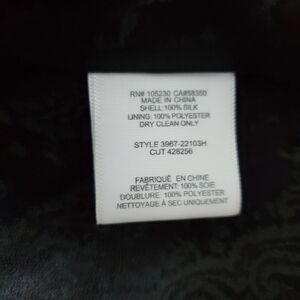 RN# 105230 CA#58350
MADE IN CHINA
SHELL:100% SILK
LINING: 100% POLYESTER
DRY CLEAN ONLY
STYLE 3967-22103H
CUT 428256
FABRIQUÉ EN CHINE
REVÊTEMENT:100% SOIE
DOUBLURE: 100% POLYESTER
NETTOYAGE À SEC UNIQUEMENT